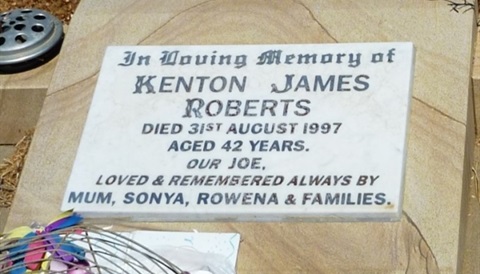 In Loving Memory of
KENTON JAMES
ROBERTS
DIED 31ST AUGUST 1997
AGED 42 YEARS.
OUR JOE,
LOVED & REMEMBERED ALWAYS BY
MUM, SONYA, ROWENA & FAMILIES.